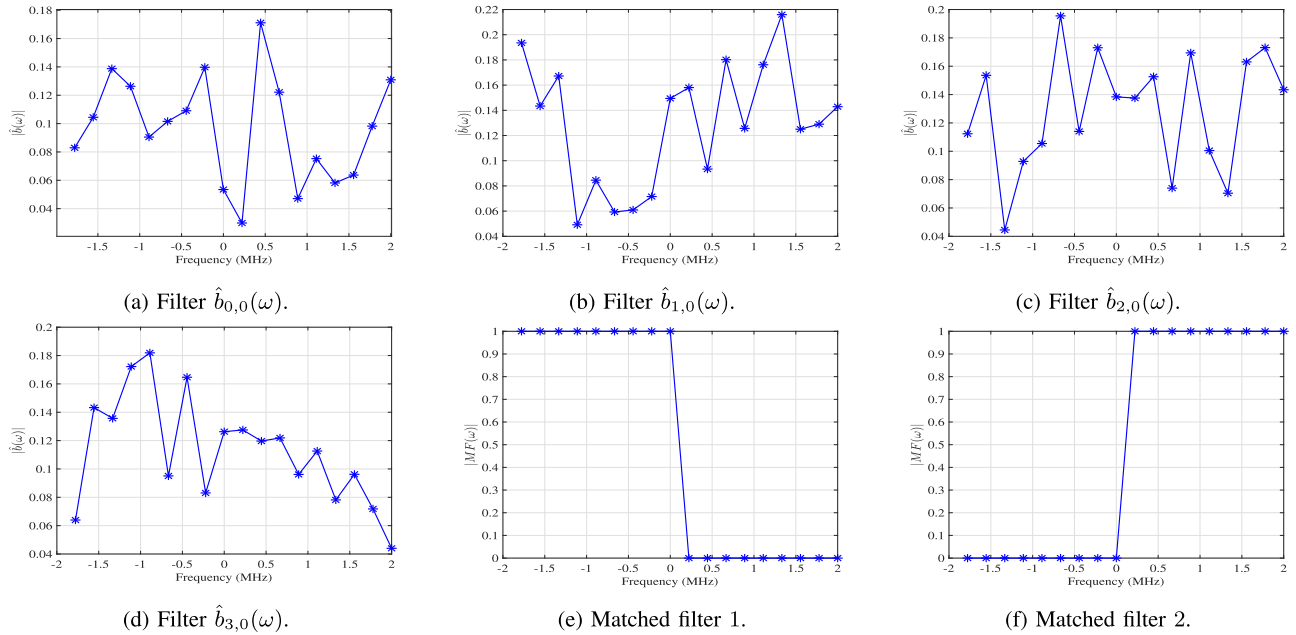 0.18
0.16
0.14
0.12
0.1
0.08
0.06
0.04
|b̂(ω)|
-1.5 -1 -0.5 0 0.5 1 1.5 2
Frequency (MHz)
(a) Filter b̂0,0(ω).
0.22
0.2
0.18
0.16
0.14
0.12
0.1
0.08
0.06
0.04
|b̂(ω)|
-2 -1.5 -1 -0.5 0 0.5 1 1.5 2
Frequency (MHz)
(b) Filter b̂1,0(ω).
0.2
0.18
0.16
0.14
0.12
0.1
0.08
0.06
0.04
|b̂(ω)|
-2 -1.5 -1 -0.5 0 0.5 1 1.5 2
Frequency (MHz)
(c) Filter b̂2,0(ω).
0.2
0.18
0.16
0.14
0.12
0.1
0.08
0.06
0.04
|b̂(ω)|
-2 -1.5 -1 -0.5 0 0.5 1 1.5 2
Frequency (MHz)
(d) Filter b̂3,0(ω).
1
0.9
0.8
0.7
0.6
0.5
0.4
0.3
0.2
0.1
0
|MF(ω)|
-2 -1.5 -1 -0.5 0 0.5 1 1.5 2
Frequency (MHz)
(e) Matched filter 1.
1
0.9
0.8
0.7
0.6
0.5
0.4
0.3
0.2
0.1
0
|MF(ω)|
-2 -1.5 -1 -0.5 0 0.5 1 1.5 2
Frequency (MHz)
(f) Matched filter 2.